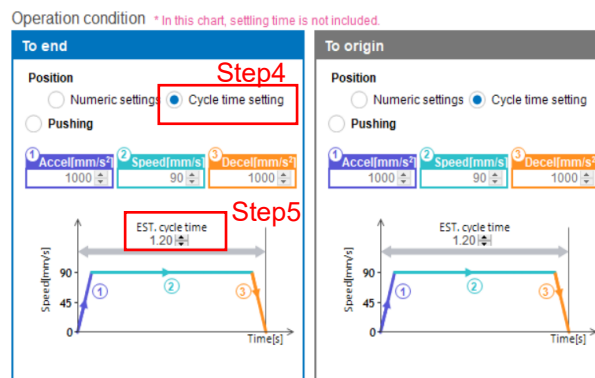 Operation condition * In this chart, settling time is not included.
To end
Position
Step4
Numeric settings Cycle time setting
Pushing
1 Accel[mm/s²] 2 Speed[mm/s] 3 Decel[mm/s²]
1000 90 1000
Step5
EST. cycle time
1.20
Speed[mm/s]
90
45
0
1 2 3
Time[s]
To origin
Position
Numeric settings Cycle time setting
Pushing
1 Accel[mm/s²] 2 Speed[mm/s] 3 Decel[mm/s²]
1000 90 1000
EST. cycle time
1.20
Speed[mm/s]
90
45
0
1 2 3
Time[s]